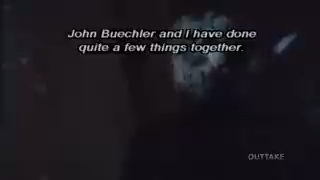 John Buechler and I have done
quite a few things together.
OUTTAKE